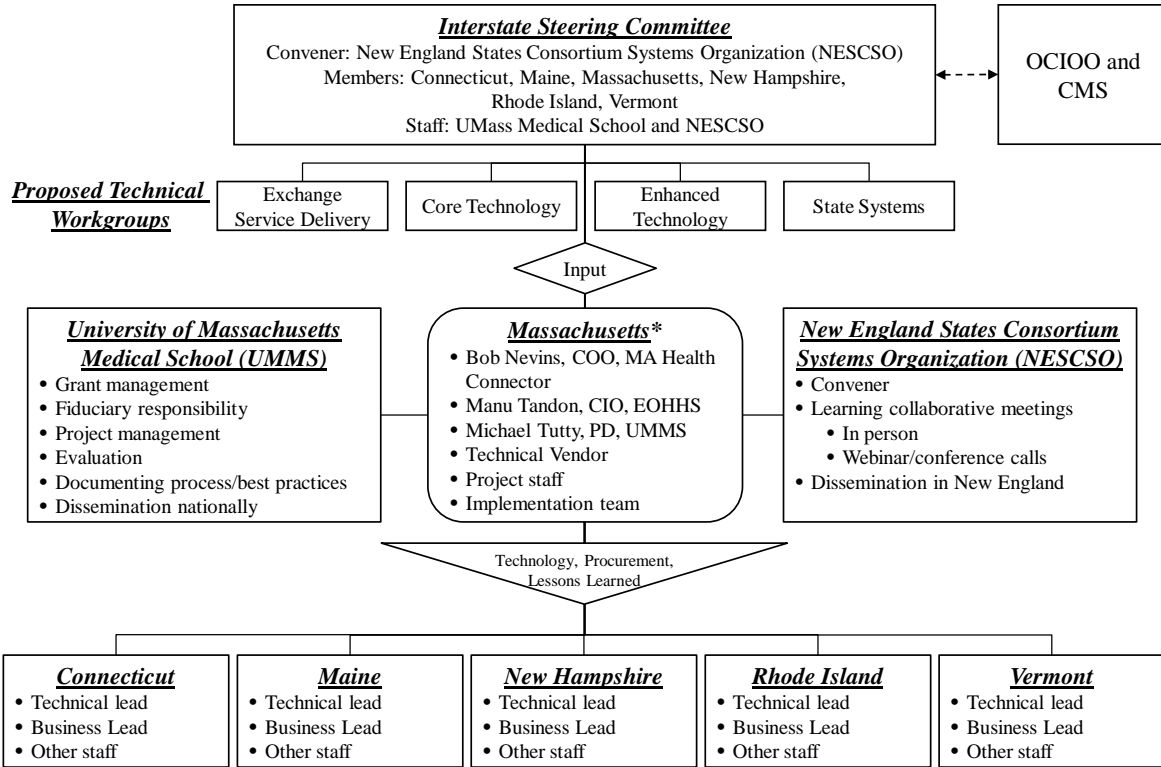 Interstate Steering Committee
Convener: New England States Consortium Systems Organization (NESCSO)
Members: Connecticut, Maine, Massachusetts, New Hampshire,
Rhode Island, Vermont
Staff: UMass Medical School and NESCSO
OCIOO and
CMS
Proposed Technical
Workgroups
Exchange
Service Delivery
Core Technology
Enhanced
Technology
State Systems
Input
University of Massachusetts
Medical School (UMMS)
• Grant management
• Fiduciary responsibility
• Project management
• Evaluation
• Documenting process/best practices
• Dissemination nationally
Massachusetts*
• Bob Nevins, COO, MA Health
Connector
• Manu Tandon, CIO, EOHHS
• Michael Tutty, PD, UMMS
• Technical Vendor
• Project staff
• Implementation team
New England States Consortium
Systems Organization (NESCSO)
• Convener
• Learning collaborative meetings
• In person
• Webinar/conference calls
• Dissemination in New England
Technology, Procurement,
Lessons Learned
Connecticut
• Technical lead
• Business Lead
• Other staff
Maine
• Technical lead
• Business Lead
• Other staff
New Hampshire
• Technical lead
• Business Lead
• Other staff
Rhode Island
• Technical lead
• Business Lead
• Other staff
Vermont
• Technical lead
• Business Lead
• Other staff